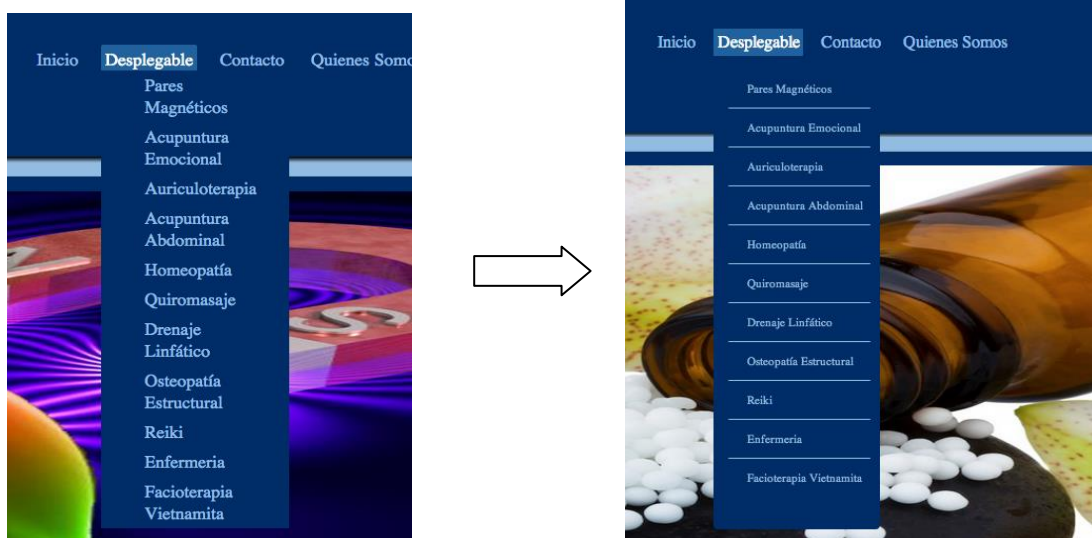 Inicio Desplegable Contacto Quienes Som
Pares
Magnéticos
Acupuntura
Emocional
Auriculoterapia
Acupuntura
Abdominal
Homeopatía
Quiromasaje
Drenaje
Linfático
Osteopatía
Estructural
Reiki
Enfermeria
Facioterapia
Vietnamita
Inicio Desplegable Contacto Quienes Somos
Pares Magnéticos
Acupuntura Emocional
Auriculoterapia
Acupuntura Abdominal
Homeopatía
Quiromasaje
Drenaje Linfático
Osteopatía Estructural
Reiki
Enfermeria
Facioterapia Vietnamita